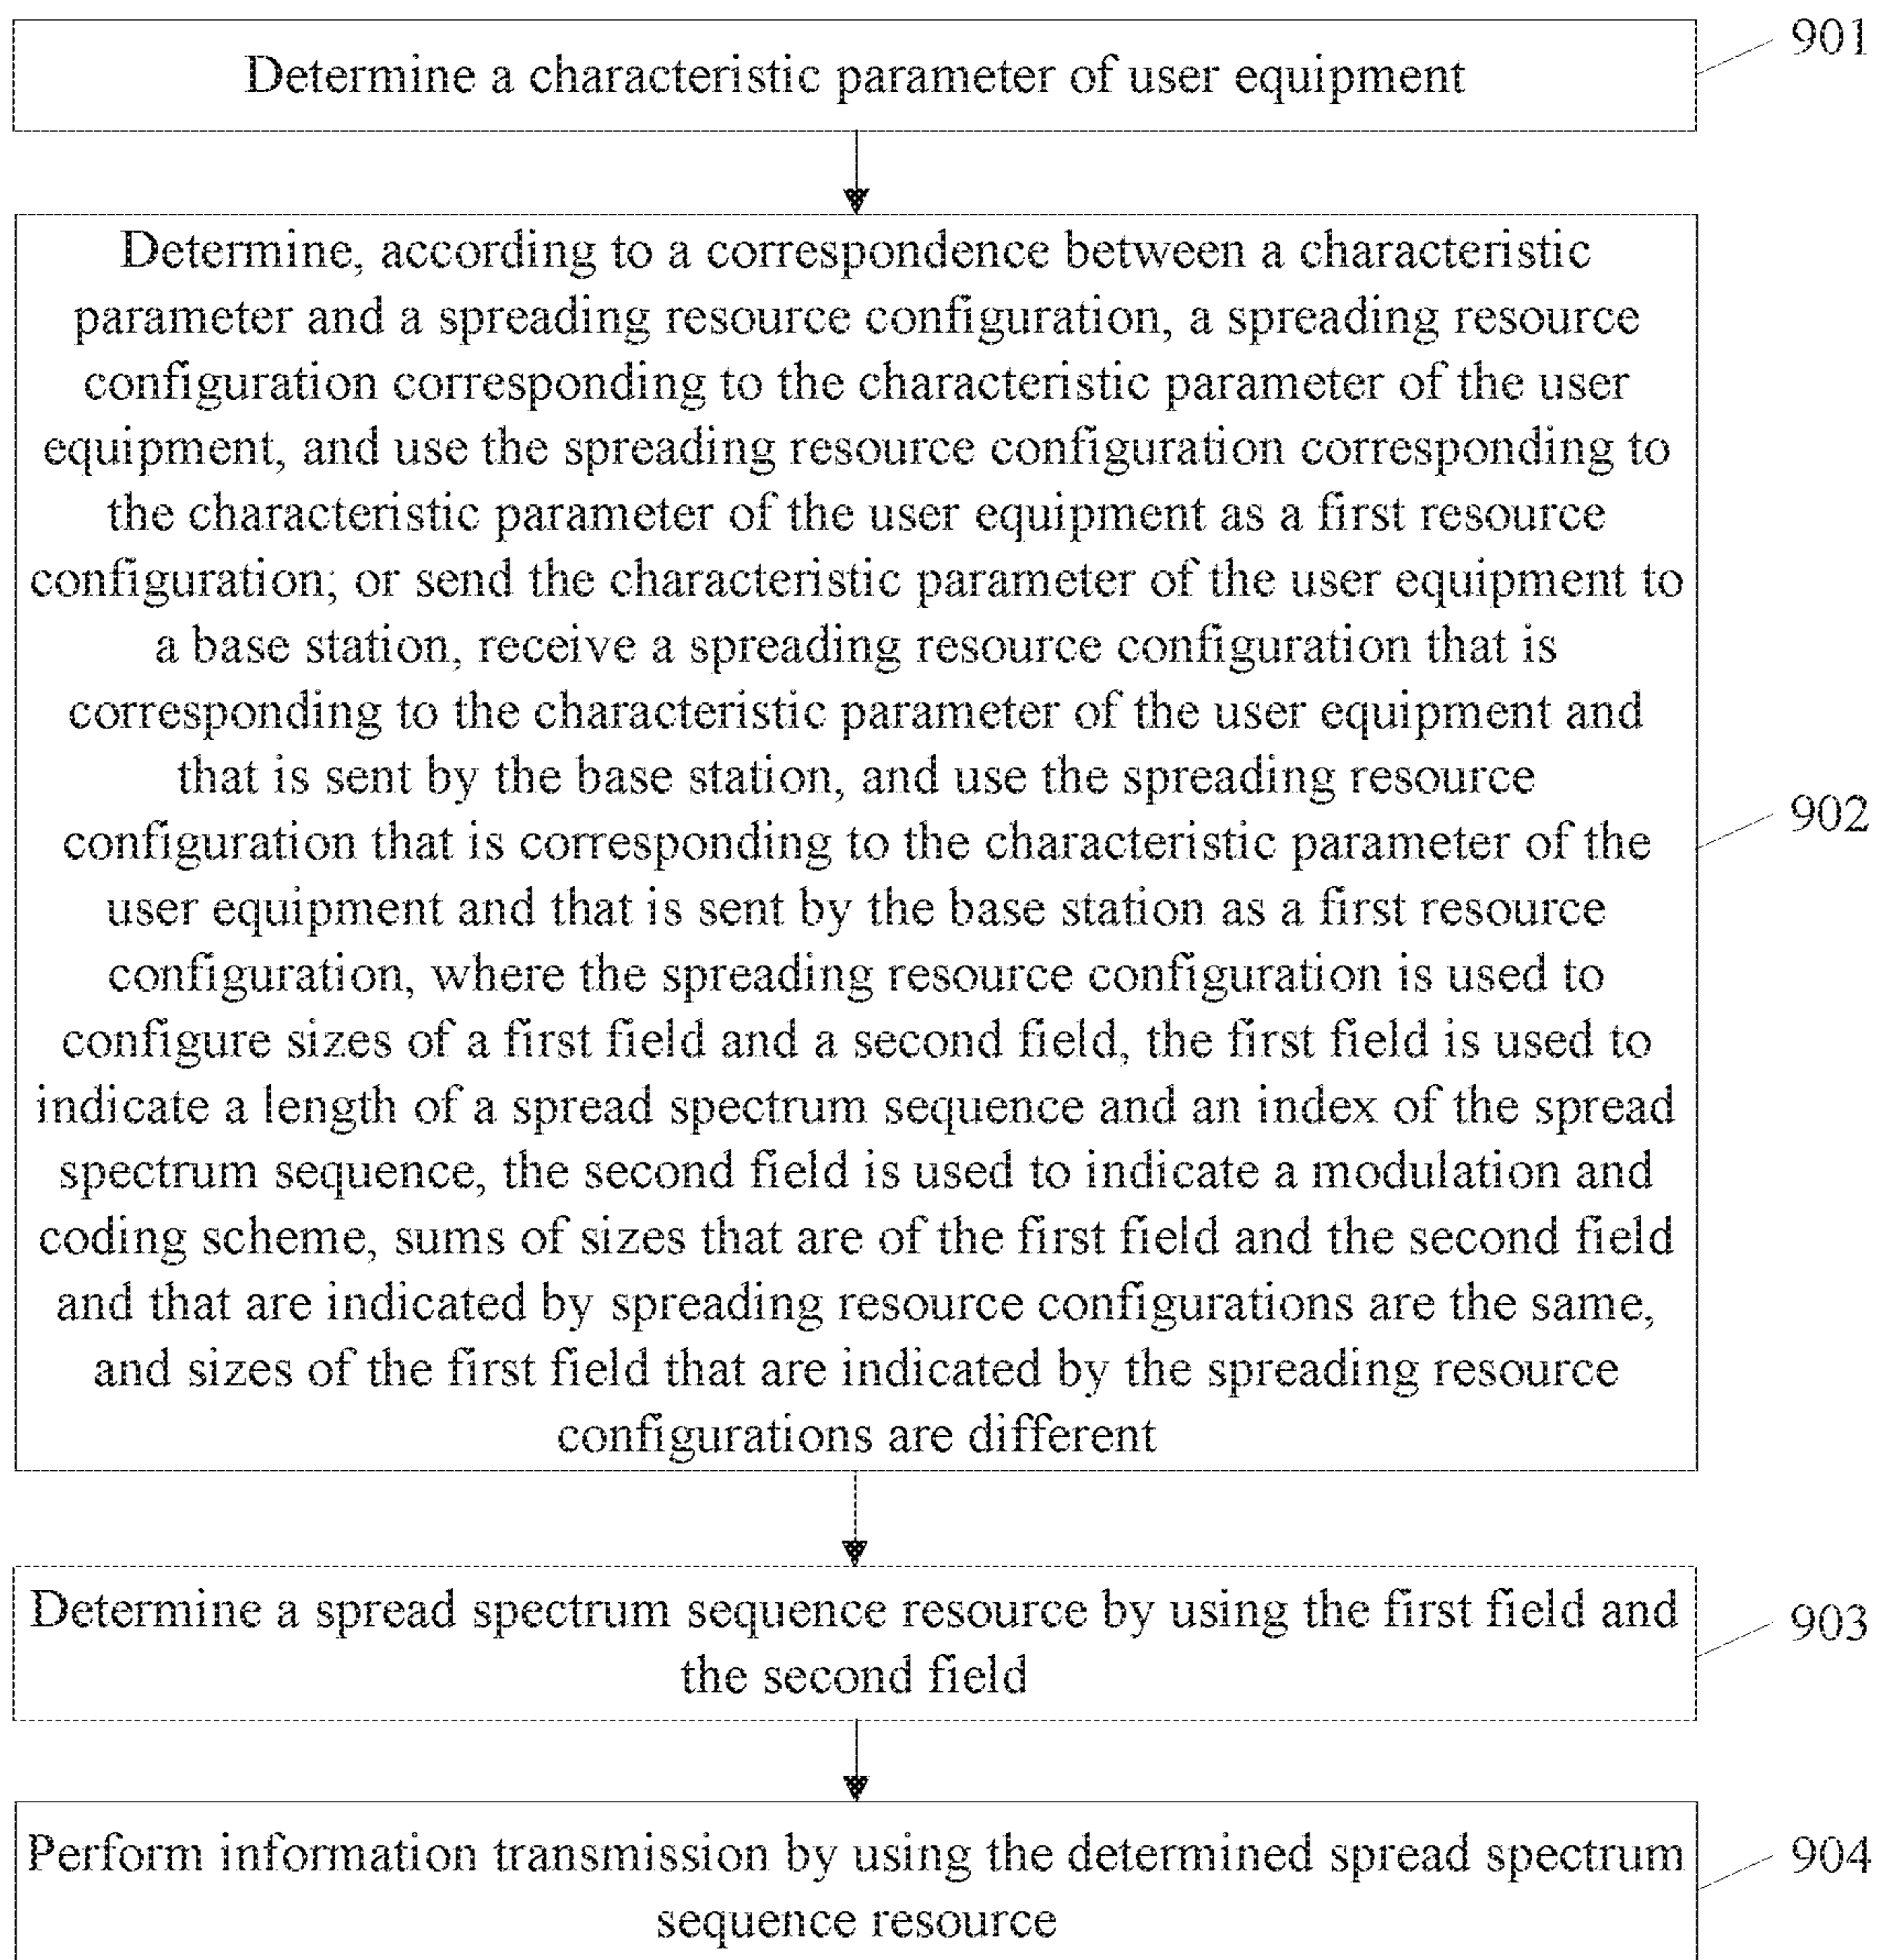 Determine a characteristic parameter of user equipment
901
Determine, according to a correspondence between a characteristic
parameter and a spreading resource configuration, a spreading resource
configuration corresponding to the characteristic parameter of the user
equipment, and use the spreading resource configuration corresponding to
the characteristic parameter of the user equipment as a first resource
configuration; or send the characteristic parameter of the user equipment to
a base station, receive a spreading resource configuration that is
corresponding to the characteristic parameter of the user equipment and
that is sent by the base station, and use the spreading resource
configuration that is corresponding to the characteristic parameter of the
user equipment and that is sent by the base station as a first resource
configuration, where the spreading resource configuration is used to
configure sizes of a first field and a second field, the first field is used to
indicate a length of a spread spectrum sequence and an index of the spread
spectrum sequence, the second field is used to indicate a modulation and
coding scheme, sums of sizes that are of the first field and the second field
and that are indicated by spreading resource configurations are the same,
and sizes of the first field that are indicated by the spreading resource
configurations are different
902
Determine a spread spectrum sequence resource by using the first field and
the second field
903
Perform information transmission by using the determined spread spectrum
sequence resource
904